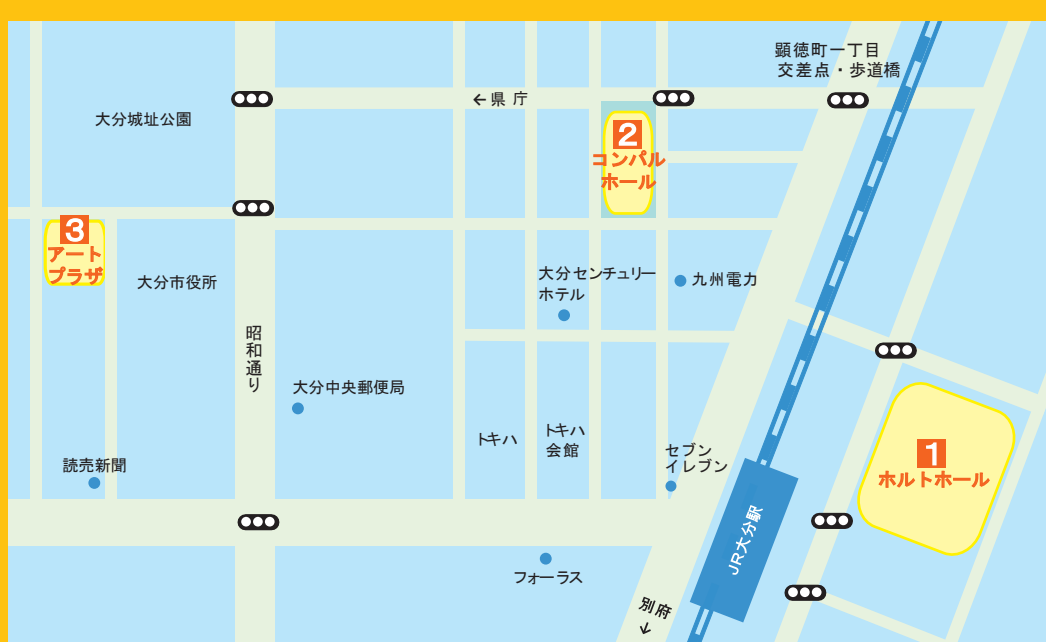 顕徳町一丁目
交差点・歩道橋
←県庁
大分城址公園
2
コンパル
ホール
3
アート
プラザ
大分市役所
大分センチュリー
ホテル
九州電力
昭和通り
大分中央郵便局
トキハ
トキハ
会館
セブン
イレブン
1
ホルトホール
読売新聞
JR大分駅
フォーラス
別府
↓